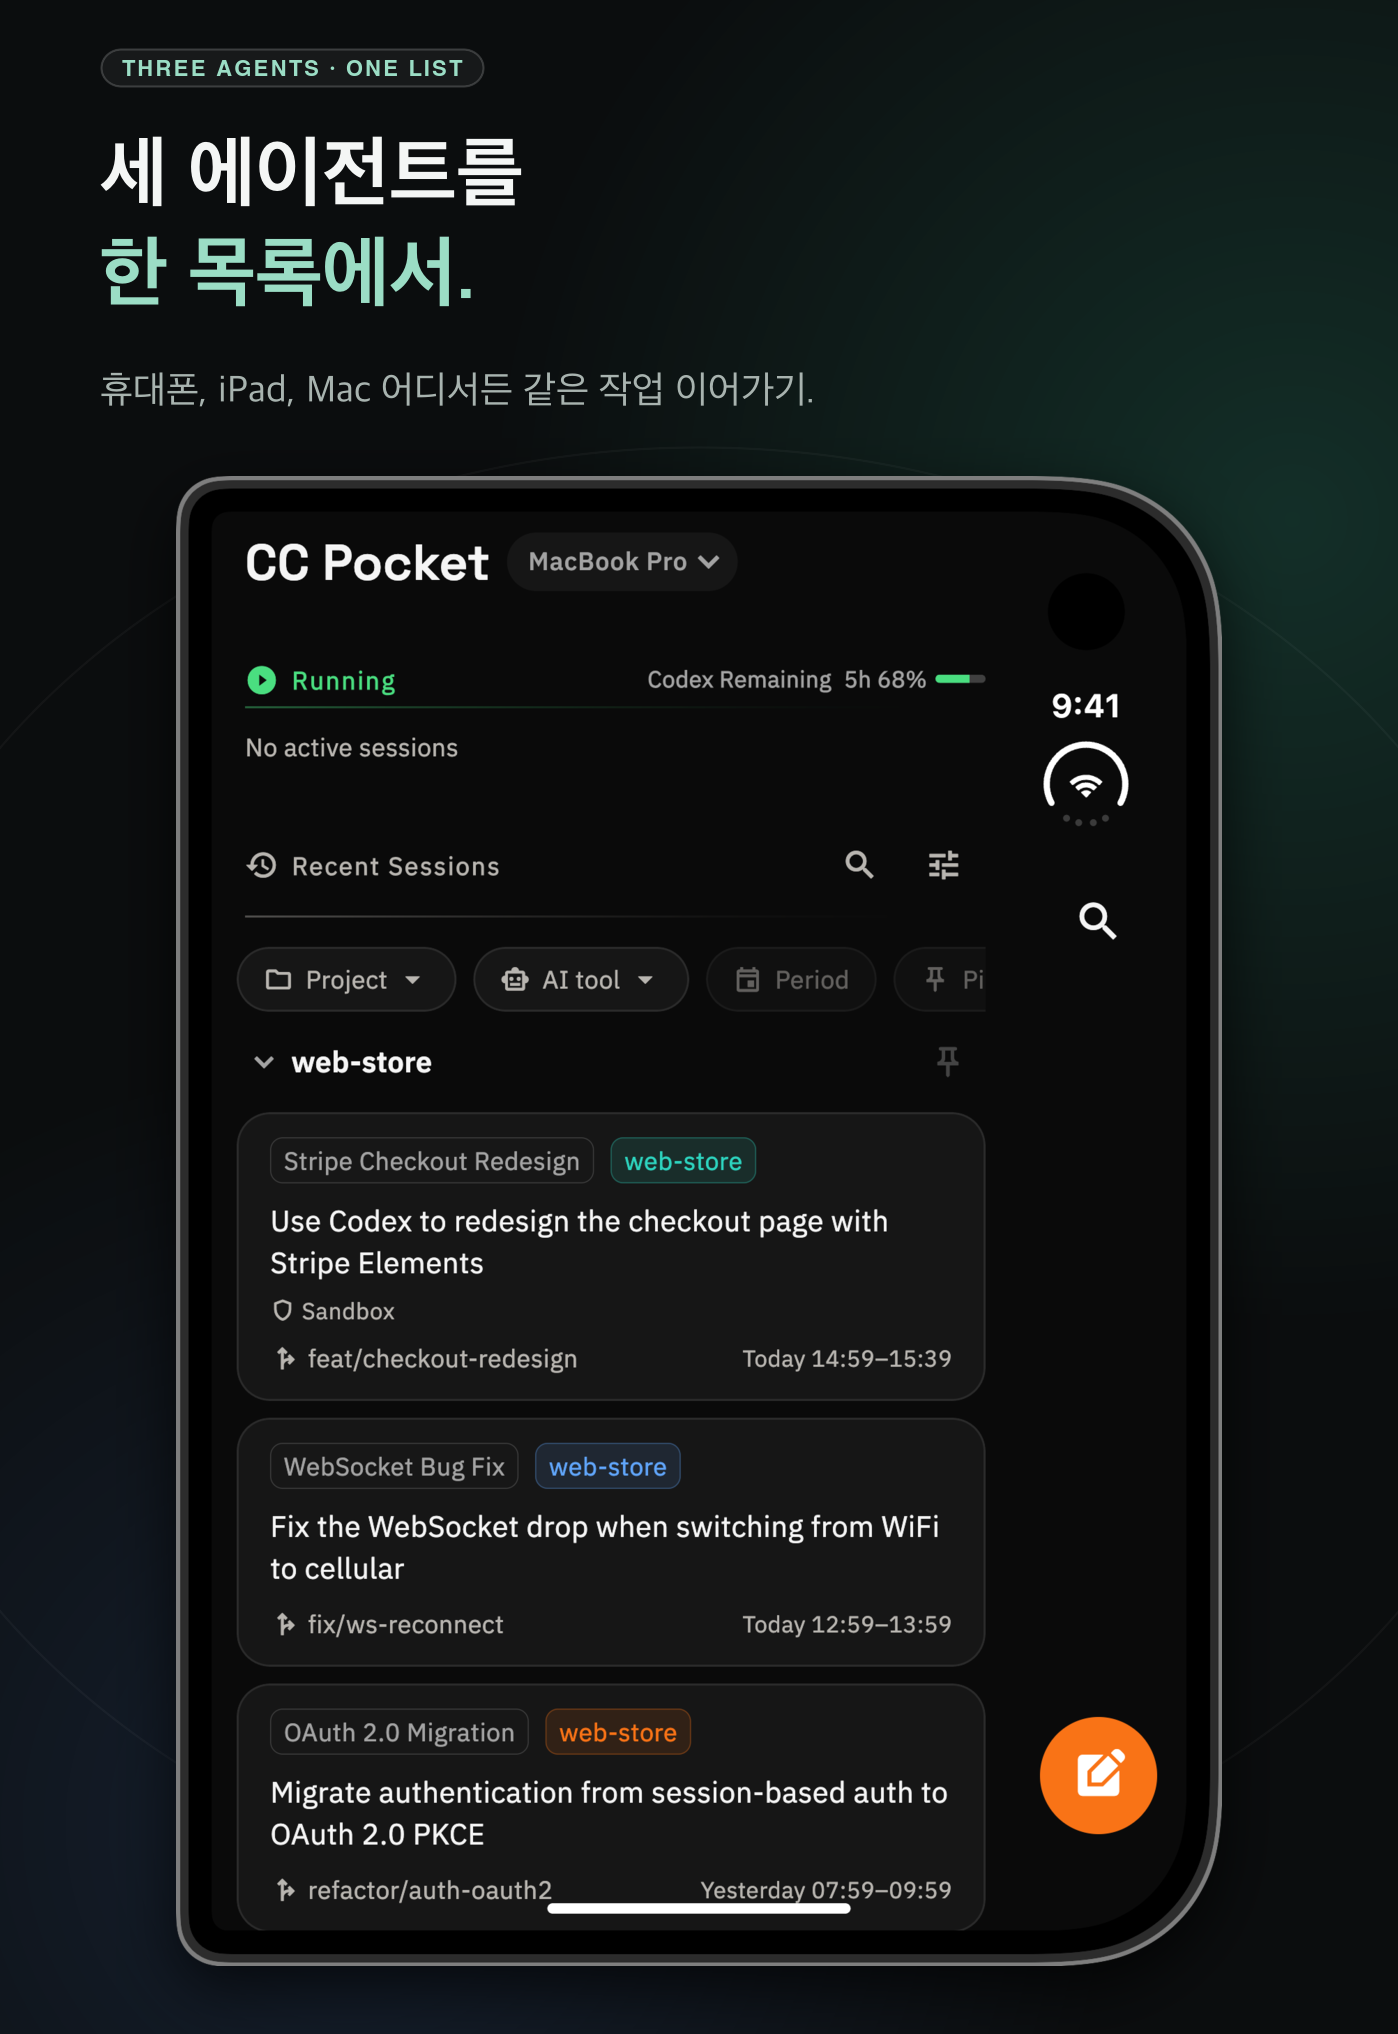 THREE AGENTS · ONE LIST
세 에이전트를
한 목록에서.
휴대폰, iPad, Mac 어디서든 같은 작업 이어가기.
CC Pocket
MacBook Pro
Running
Codex Remaining 5h 68%
No active sessions
9:41
Recent Sessions
Project
AI tool
Period
Pi
web-store
Stripe Checkout Redesign
web-store
Use Codex to redesign the checkout page with
Stripe Elements
Sandbox
feat/checkout-redesign
Today 14:59–15:39
WebSocket Bug Fix
web-store
Fix the WebSocket drop when switching from WiFi
to cellular
fix/ws-reconnect
Today 12:59–13:59
OAuth 2.0 Migration
web-store
Migrate authentication from session-based auth to
OAuth 2.0 PKCE
refactor/auth-oauth2
Yesterday 07:59–09:59